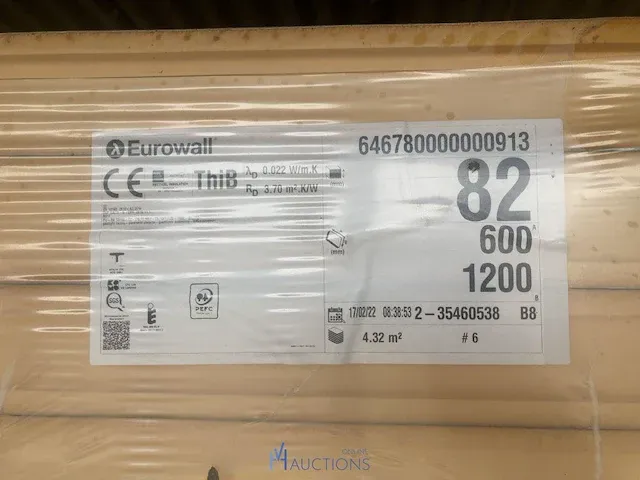 Eurowall
646780000000913
CE
ThiB
λD 0.022 W/m.K
RD 3.70 m².K/W
82
600 A
(mm)
1200 B
PEFC
17/02/22 08:38:53 2-35460538 B8
4.32 m² # 6
AUCTIONS